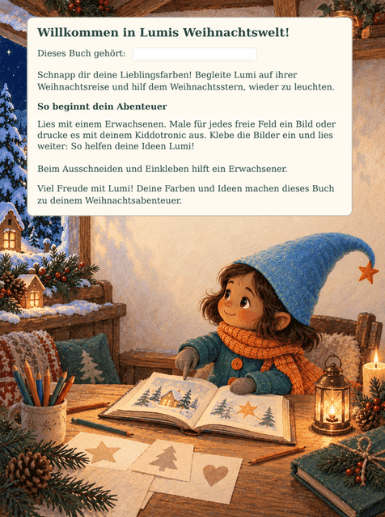 Willkommen in Lumis Weihnachtswelt!
Dieses Buch gehört:
Schnapp dir deine Lieblingsfarben! Begleite Lumi auf ihrer
Weihnachtsreise und hilf dem Weihnachtsstern, wieder zu leuchten.
So beginnt dein Abenteuer
Lies mit einem Erwachsenen. Male für jedes freie Feld ein Bild oder
drucke es mit deinem Kiddotronic aus. Klebe die Bilder ein und lies
weiter: So helfen deine Ideen Lumi!
Beim Ausschneiden und Einkleben hilft ein Erwachsener.
Viel Freude mit Lumi! Deine Farben und Ideen machen dieses Buch
zu deinem Weihnachtsabenteuer.